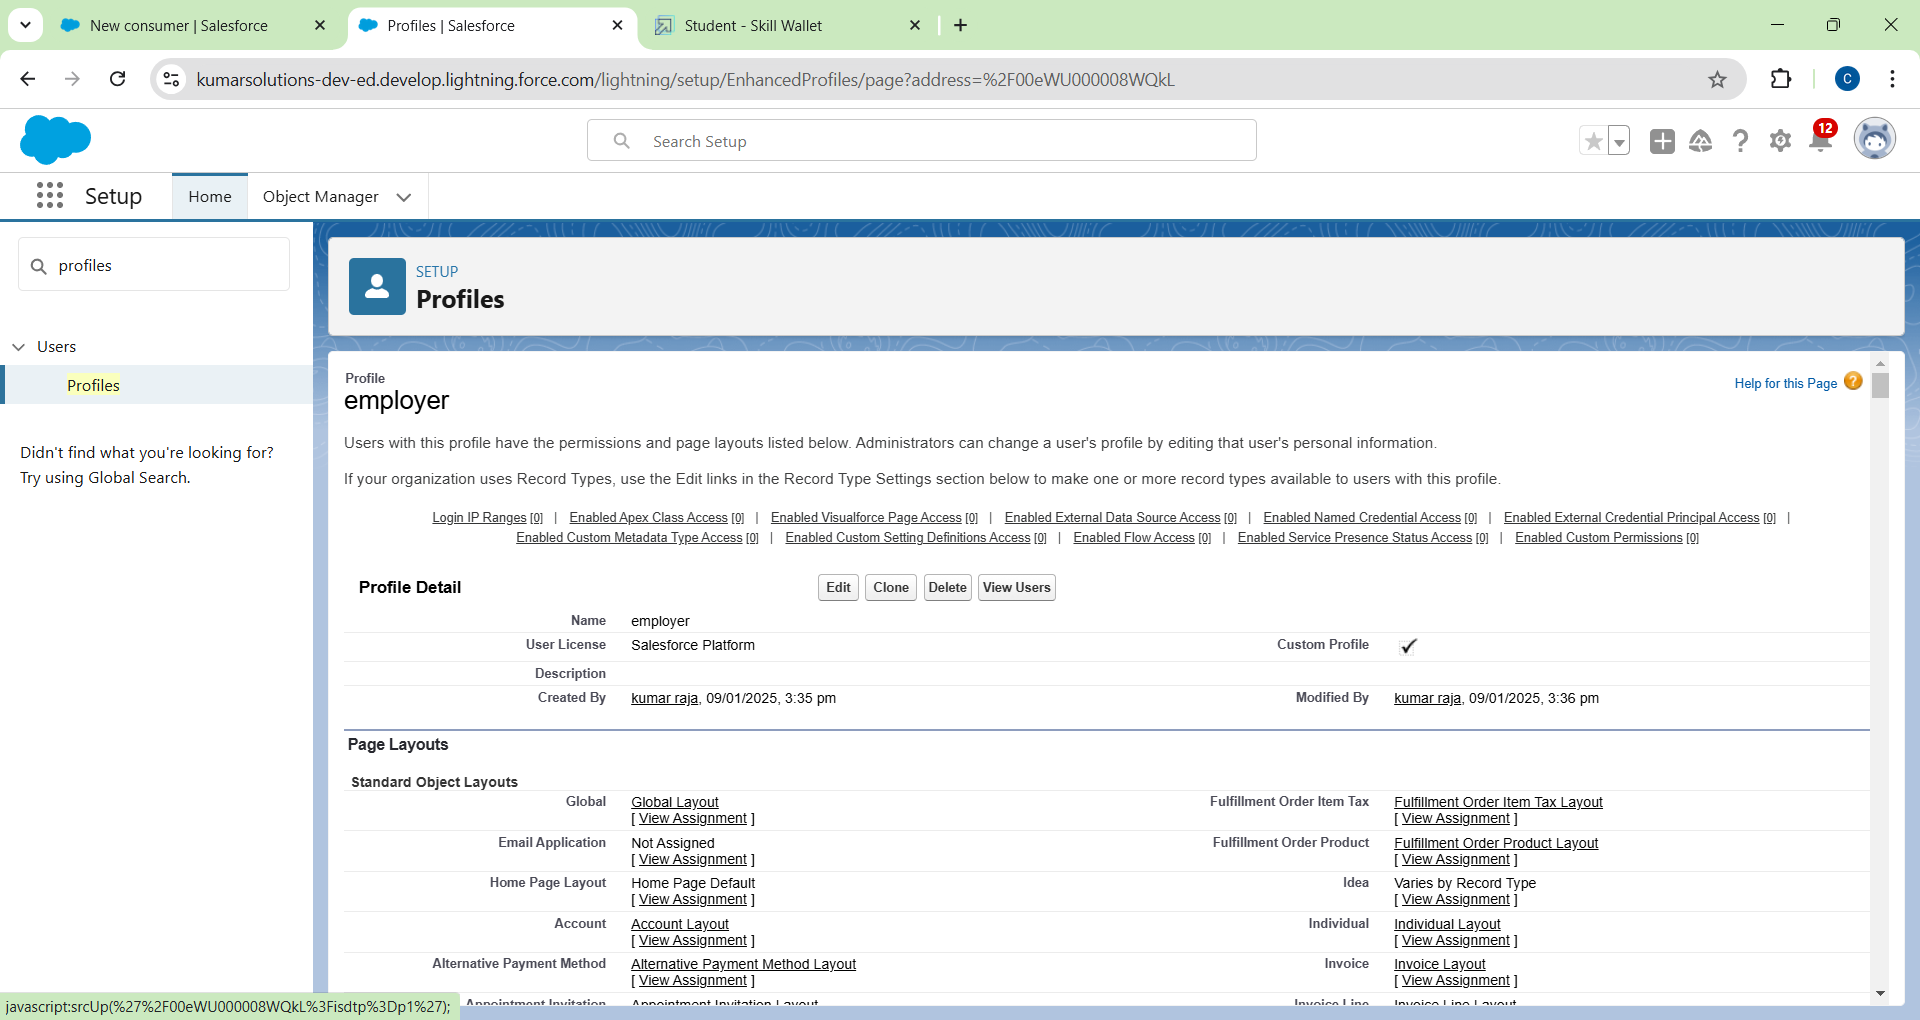 New consumer | Salesforce
Profiles | Salesforce
Student - Skill Wallet
kumarsolutions-dev-ed.develop.lightning.force.com/lightning/setup/EnhancedProfiles/page?address=%2F00eWU000008WQkL
C
Search Setup
12
Setup
Home
Object Manager
profiles
Users
Profiles
Didn't find what you're looking for?
Try using Global Search.
SETUP
Profiles
Profile
employer
Help for this Page ?
Users with this profile have the permissions and page layouts listed below. Administrators can change a user's profile by editing that user's personal information.
If your organization uses Record Types, use the Edit links in the Record Type Settings section below to make one or more record types available to users with this profile.
Login IP Ranges [0] | Enabled Apex Class Access [0] | Enabled Visualforce Page Access [0] | Enabled External Data Source Access [0] | Enabled Named Credential Access [0] | Enabled External Credential Principal Access [0] |
Enabled Custom Metadata Type Access [0] | Enabled Custom Setting Definitions Access [0] | Enabled Flow Access [0] | Enabled Service Presence Status Access [0] | Enabled Custom Permissions [0]
Profile Detail
Edit Clone Delete View Users
Name employer
User License Salesforce Platform Custom Profile
Description
Created By kumar raja, 09/01/2025, 3:35 pm Modified By kumar raja, 09/01/2025, 3:36 pm
Page Layouts
Standard Object Layouts
Global Global Layout Fulfillment Order Item Tax Fulfillment Order Item Tax Layout
[ View Assignment ] [ View Assignment ]
Email Application Not Assigned Fulfillment Order Product Fulfillment Order Product Layout
[ View Assignment ] [ View Assignment ]
Home Page Layout Home Page Default Idea Varies by Record Type
[ View Assignment ] [ View Assignment ]
Account Account Layout Individual Individual Layout
[ View Assignment ] [ View Assignment ]
Alternative Payment Method Alternative Payment Method Layout Invoice Invoice Layout
[ View Assignment ] [ View Assignment ]
Appointment Invitation Appointment Invitation Layout Invoice Line Invoice Line Layout
javascript:srcUp(%27%2F00eWU000008WQkL%3Fisdtp%3Dp1%27);